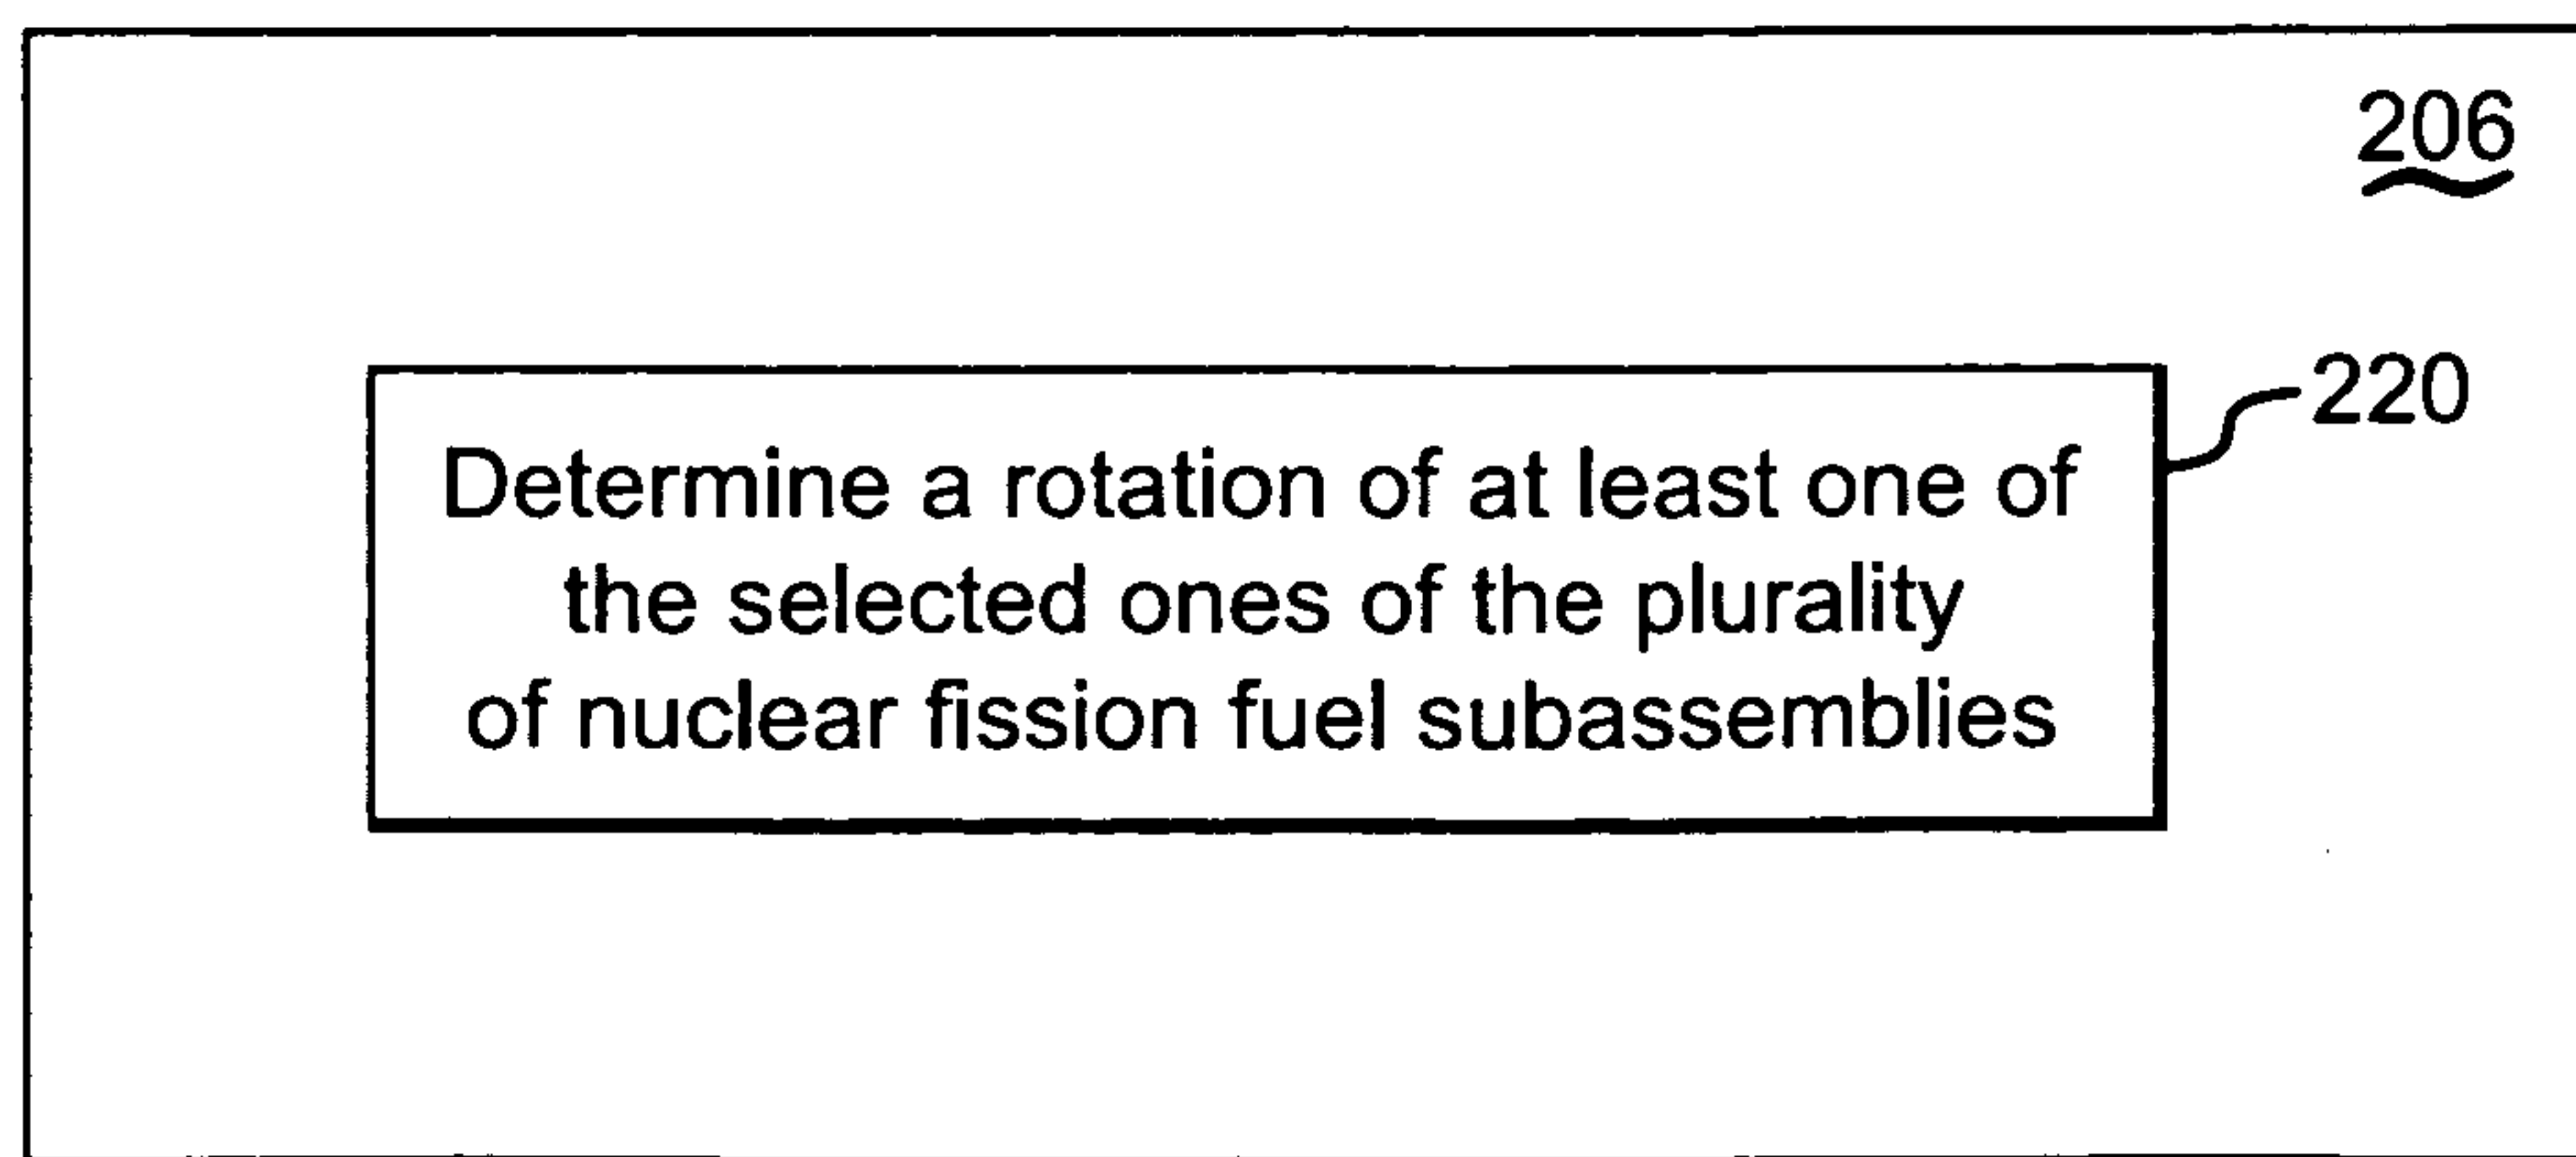 206
220
Determine a rotation of at least one of
the selected ones of the plurality
of nuclear fission fuel subassemblies